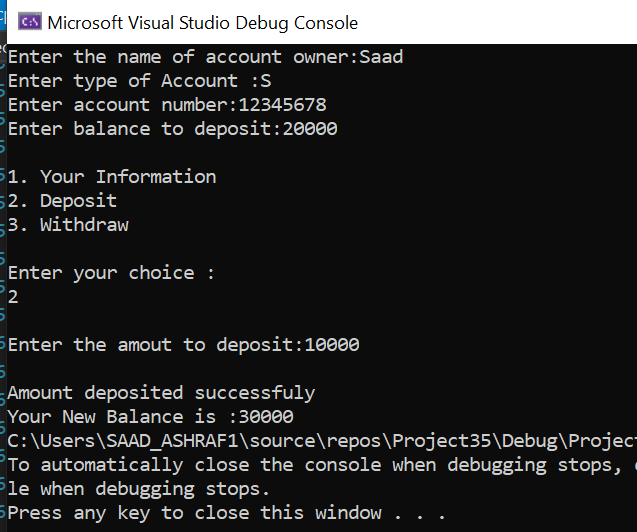 Microsoft Visual Studio Debug Console
Enter the name of account owner:Saad
Enter type of Account :S
Enter account number:12345678
Enter balance to deposit:20000
1. Your Information
2. Deposit
3. Withdraw
Enter your choice :
2
Enter the amout to deposit:10000
Amount deposited successfuly
Your New Balance is :30000
C:\Users\SAAD_ASHRAF1\source\repos\Project35\Debug\Project
To automatically close the console when debugging stops,
le when debugging stops.
Press any key to close this window . . .